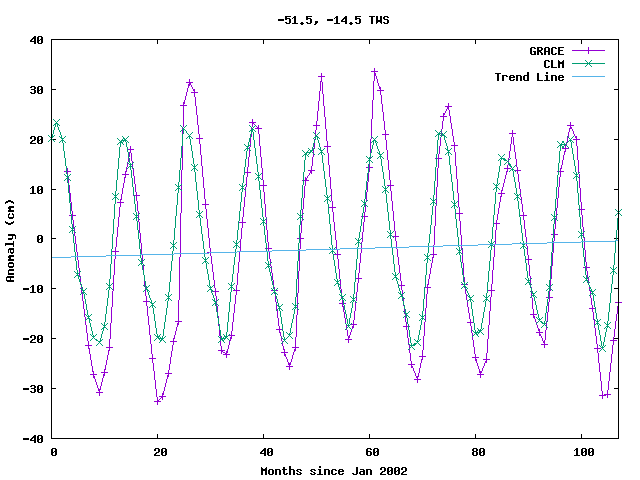 -51.5, -14.5 TWS
GRACE
CLM
Trend Line
40
30
20
10
0
-10
-20
-30
-40
Anomaly (cm)
0 20 40 60 80 100
Months since Jan 2002